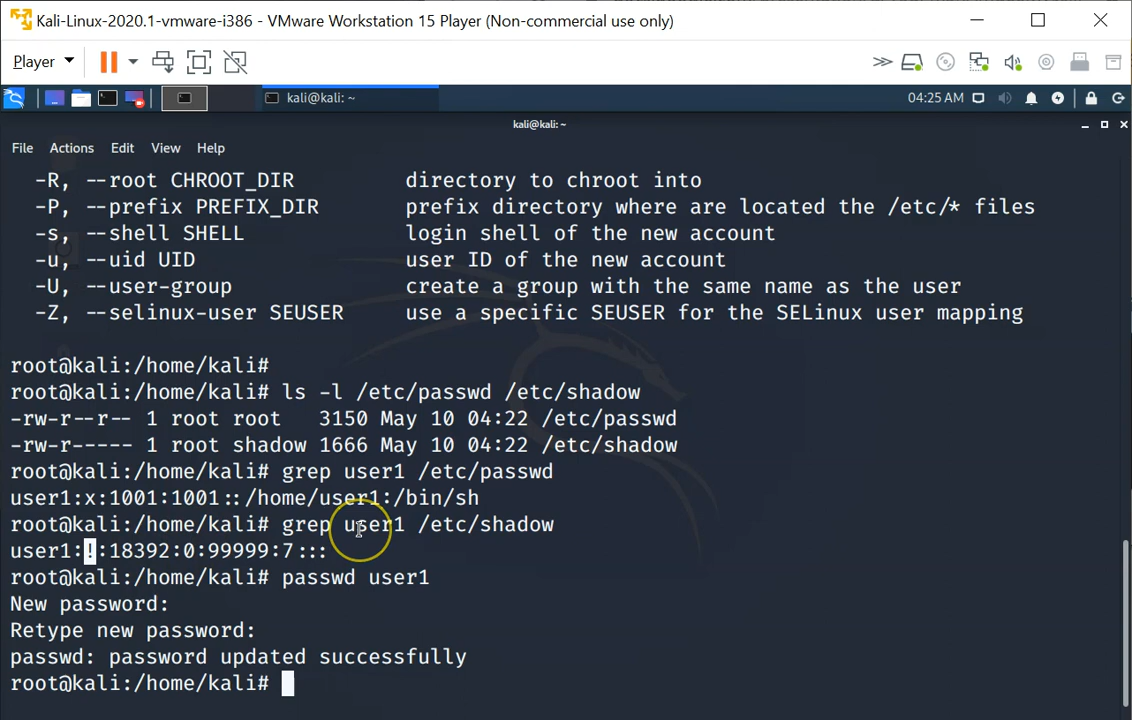 Kali-Linux-2020.1-vmware-i386 - VMware Workstation 15 Player (Non-commercial use only)
Player
kali@kali: ~
04:25 AM
kali@kali: ~
File Actions Edit View Help
-R, --root CHROOT_DIR directory to chroot into
-P, --prefix PREFIX_DIR prefix directory where are located the /etc/* files
-s, --shell SHELL login shell of the new account
-u, --uid UID user ID of the new account
-U, --user-group create a group with the same name as the user
-Z, --selinux-user SEUSER use a specific SEUSER for the SELinux user mapping
root@kali:/home/kali#
root@kali:/home/kali# ls -l /etc/passwd /etc/shadow
-rw-r--r-- 1 root root 3150 May 10 04:22 /etc/passwd
-rw-r----- 1 root shadow 1666 May 10 04:22 /etc/shadow
root@kali:/home/kali# grep user1 /etc/passwd
user1:x:1001:1001::/home/user1:/bin/sh
root@kali:/home/kali# grep user1 /etc/shadow
user1:!:18392:0:99999:7:::
root@kali:/home/kali# passwd user1
New password:
Retype new password:
passwd: password updated successfully
root@kali:/home/kali#